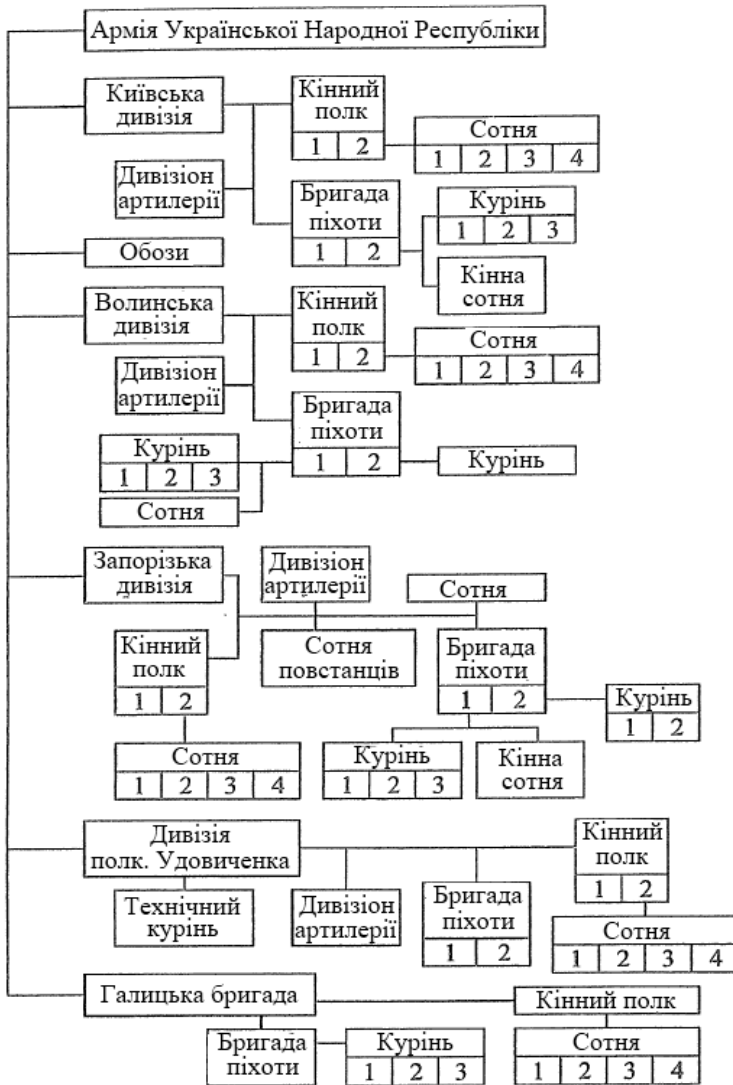 Армія Української Народної Республіки
Київська
дивізія
Кінний
полк
1 2
Сотня
1 2 3 4
Дивізіон
артилерії
Бригада
піхоти
1 2
Курінь
1 2 3
Кінна
сотня
Обози
Волинська
дивізія
Кінний
полк
1 2
Сотня
1 2 3 4
Дивізіон
артилерії
Бригада
піхоти
1 2
Курінь
1 2 3
Сотня
Курінь
Запорізька
дивізія
Дивізіон
артилерії
Сотня
Кінний
полк
1 2
Сотня
повстанців
Бригада
піхоти
1 2
Курінь
1 2
Сотня
1 2 3 4
Курінь
1 2 3
Кінна
сотня
Дивізія
полк. Удовиченка
Кінний
полк
1 2
Технічний
курінь
Дивізіон
артилерії
Бригада
піхоти
1 2
Сотня
1 2 3 4
Галицька бригада
Кінний полк
Бригада
піхоти
Курінь
1 2 3
Сотня
1 2 3 4